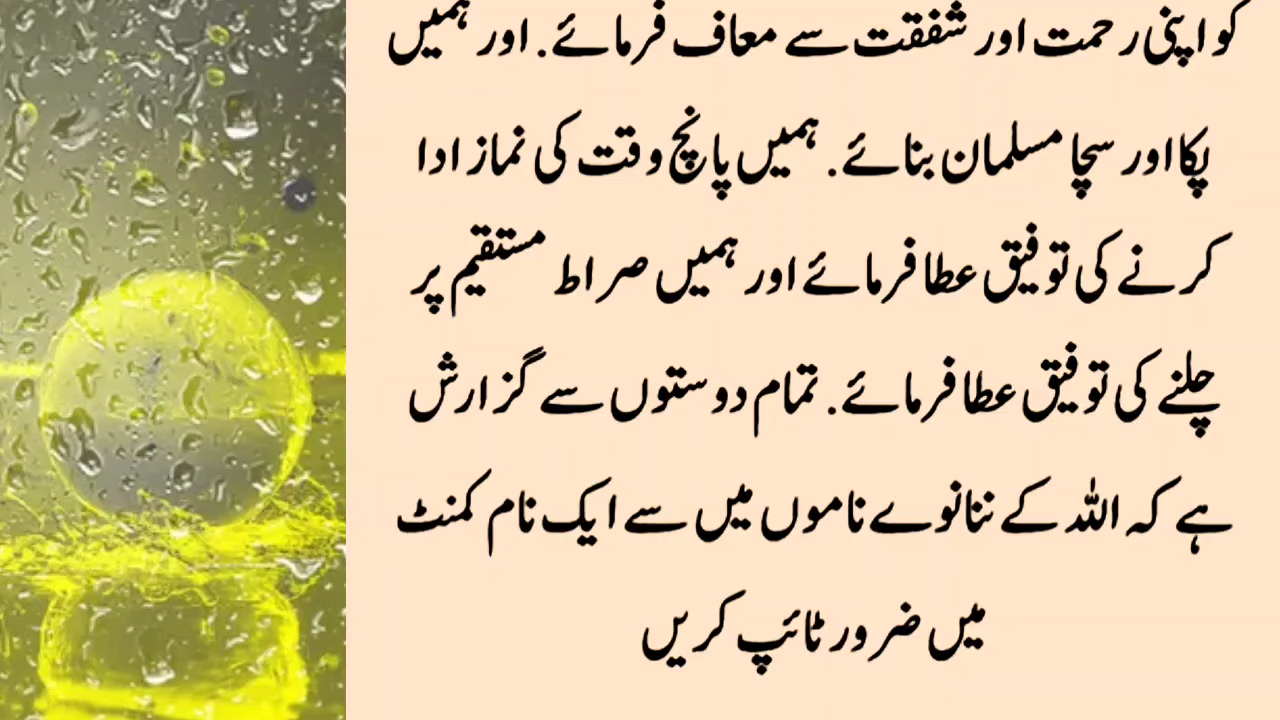 کو اپنی رحمت اور شفقت سے معاف فرمائے. اور ہمیں
پکا اور سچا مسلمان بنائے. ہمیں پانچ وقت کی نماز ادا
کرنے کی توفیق عطا فرمائے اور ہمیں صراط مستقیم پر
چلنے کی توفیق عطا فرمائے. تمام دوستوں سے گزارش
ہے کہ اللہ کے ننانوے ناموں میں سے ایک نام کمنٹ
میں ضرور ٹائپ کریں